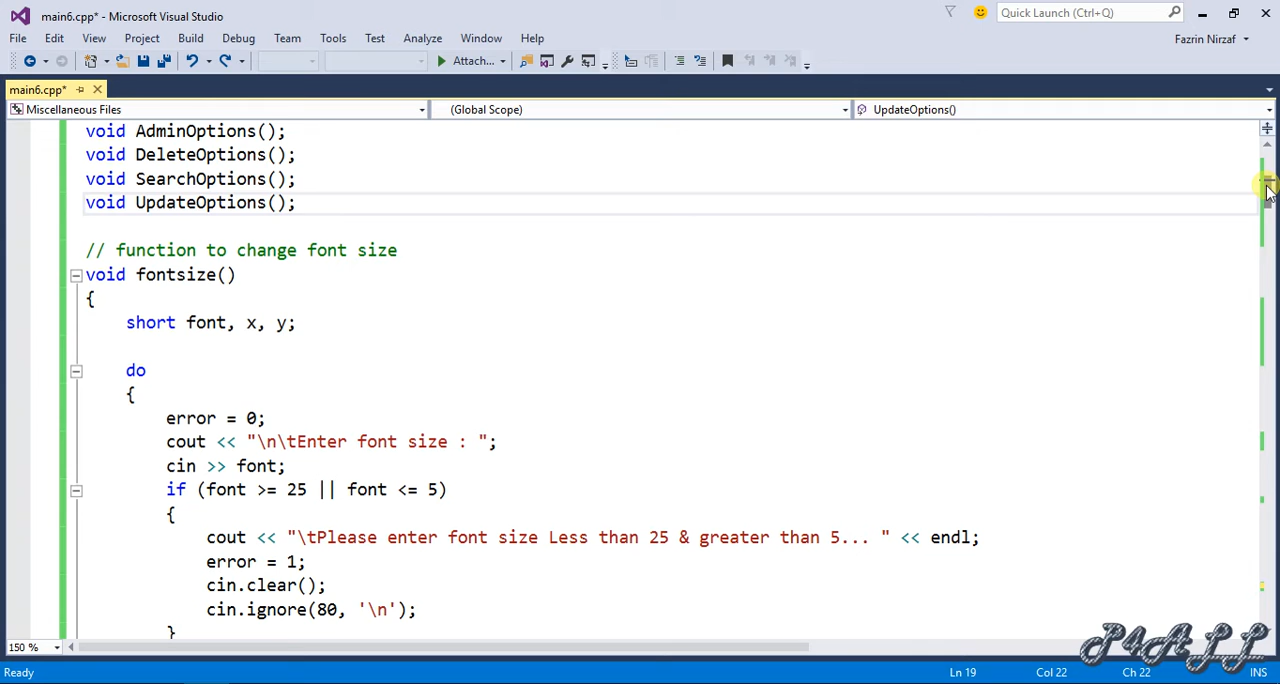 main6.cpp* - Microsoft Visual Studio
Quick Launch (Ctrl+Q)
File Edit View Project Build Debug Team Tools Test Analyze Window Help
Fazrin Nirzaf
Attach...
main6.cpp*
Miscellaneous Files (Global Scope) UpdateOptions()
void AdminOptions();
void DeleteOptions();
void SearchOptions();
void UpdateOptions();
// function to change font size
void fontsize()
{
short font, x, y;
do
{
error = 0;
cout << "\n\tEnter font size : ";
cin >> font;
if (font >= 25 || font <= 5)
{
cout << "\tPlease enter font size Less than 25 & greater than 5... " << endl;
error = 1;
cin.clear();
cin.ignore(80, '\n');
}
150 %
P4ALL
Ready Ln 19 Col 22 Ch 22 INS